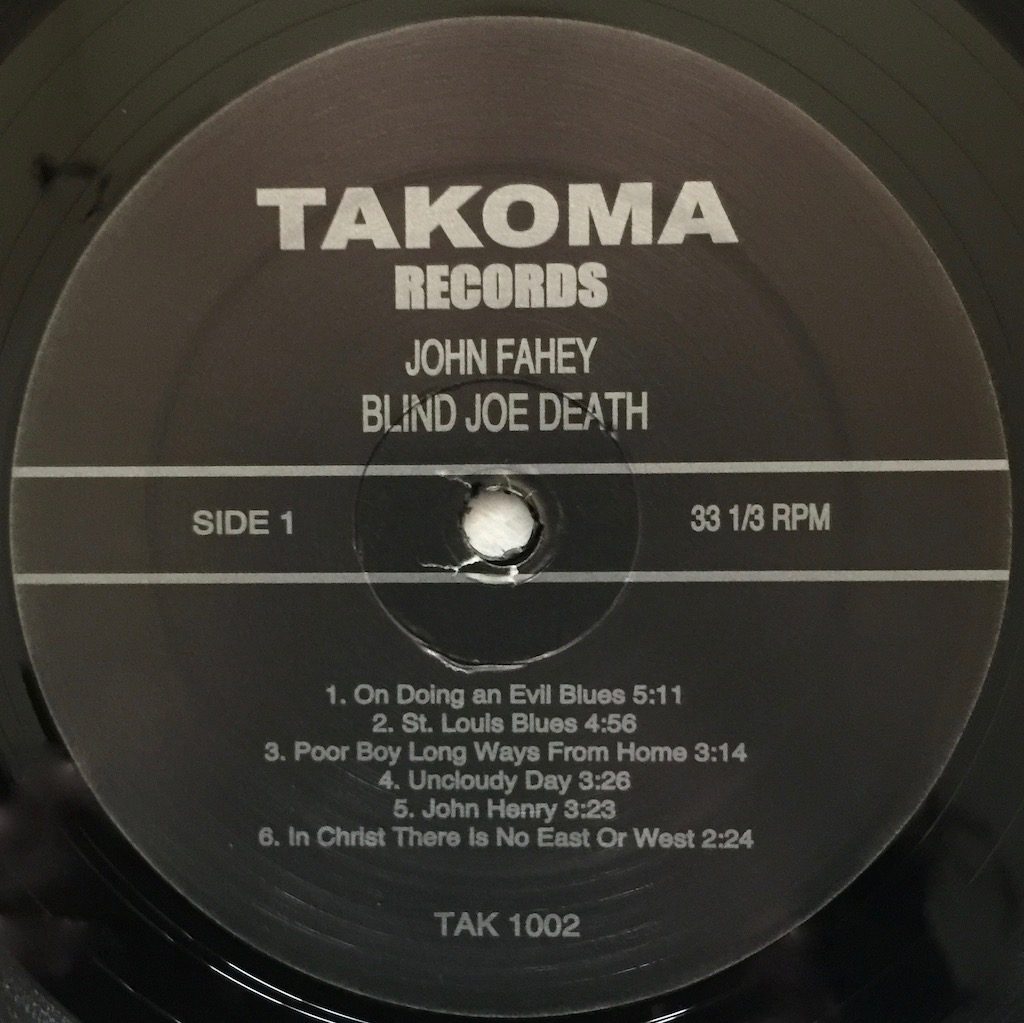 TAKOMA
RECORDS
JOHN FAHEY
BLIND JOE DEATH
SIDE 1
33 1/3 RPM
1. On Doing an Evil Blues 5:11
2. St. Louis Blues 4:56
3. Poor Boy Long Ways From Home 3:14
4. Uncloudy Day 3:26
5. John Henry 3:23
6. In Christ There Is No East Or West 2:24
TAK 1002